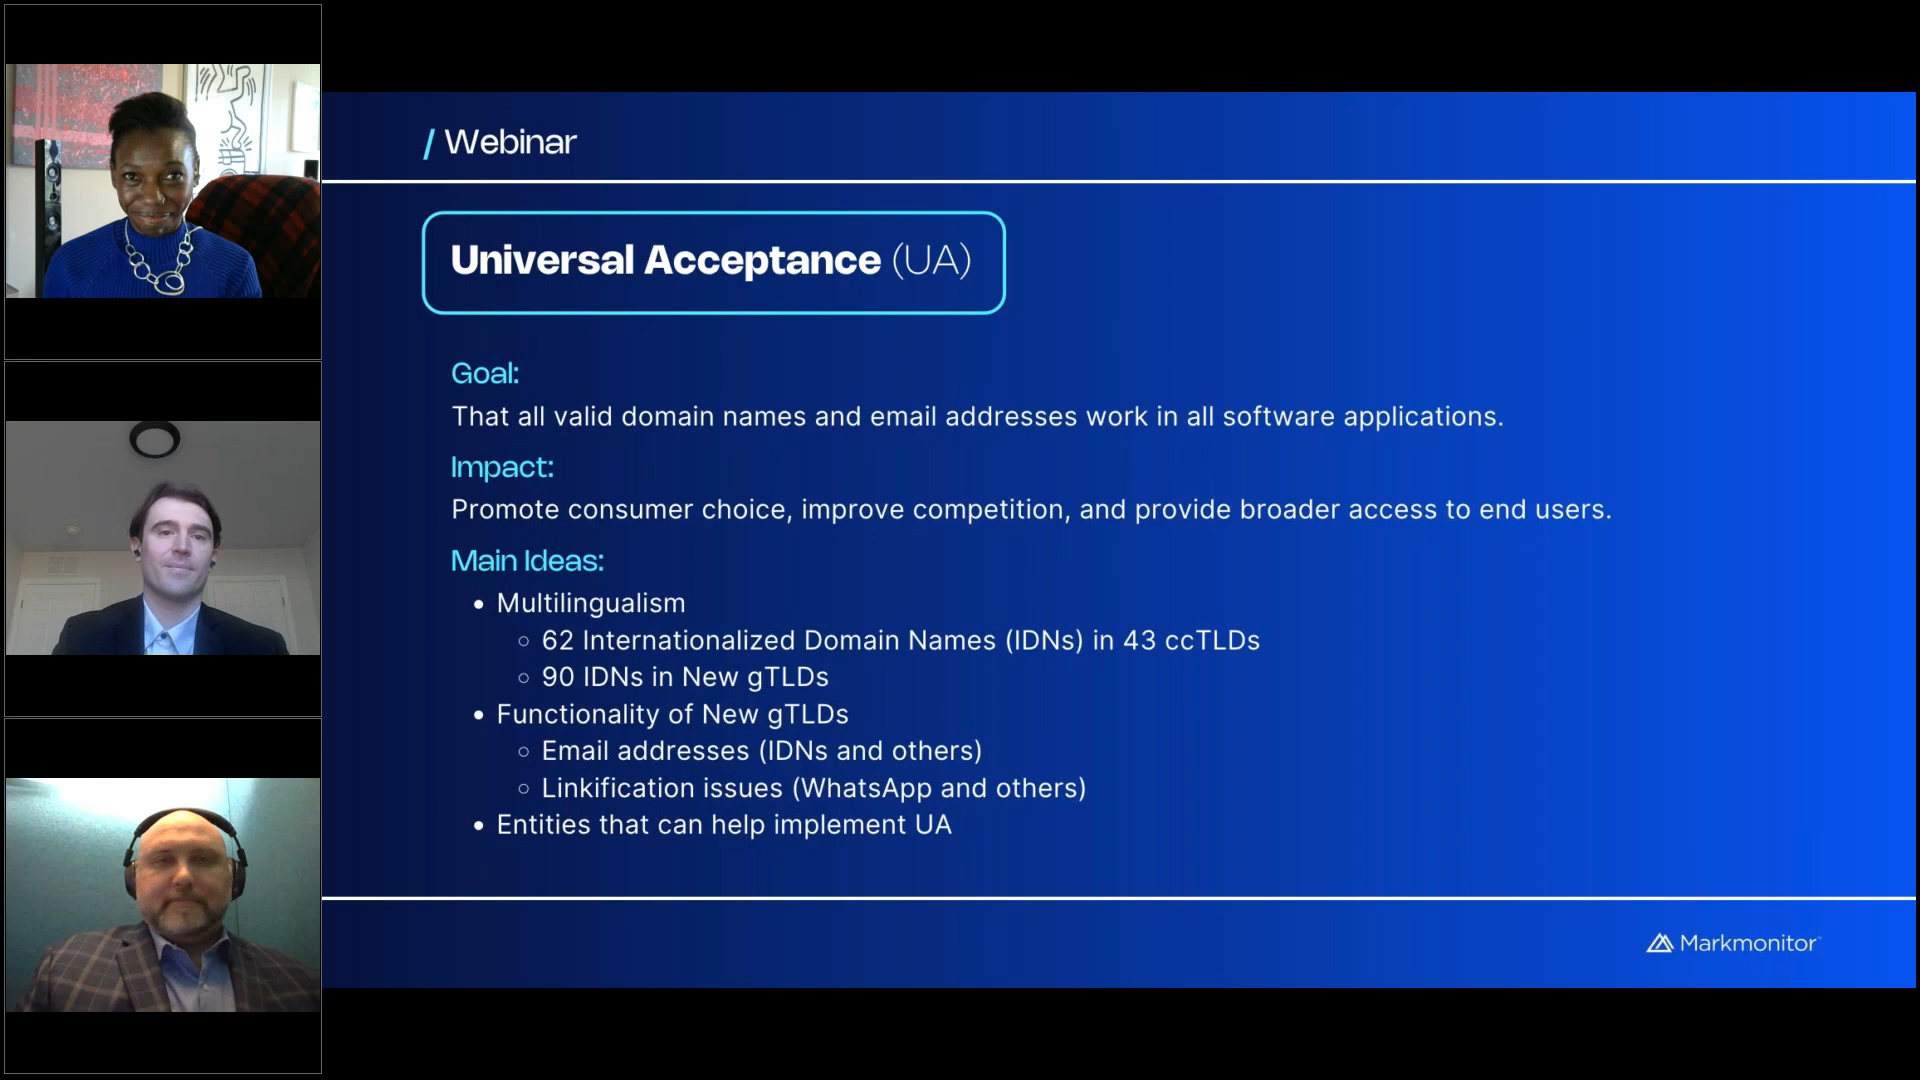 / Webinar
Universal Acceptance (UA)
Goal:
That all valid domain names and email addresses work in all software applications.
Impact:
Promote consumer choice, improve competition, and provide broader access to end users.
Main Ideas:
• Multilingualism
○ 62 Internationalized Domain Names (IDNs) in 43 ccTLDs
○ 90 IDNs in New gTLDs
• Functionality of New gTLDs
○ Email addresses (IDNs and others)
○ Linkification issues (WhatsApp and others)
• Entities that can help implement UA
Markmonitor™